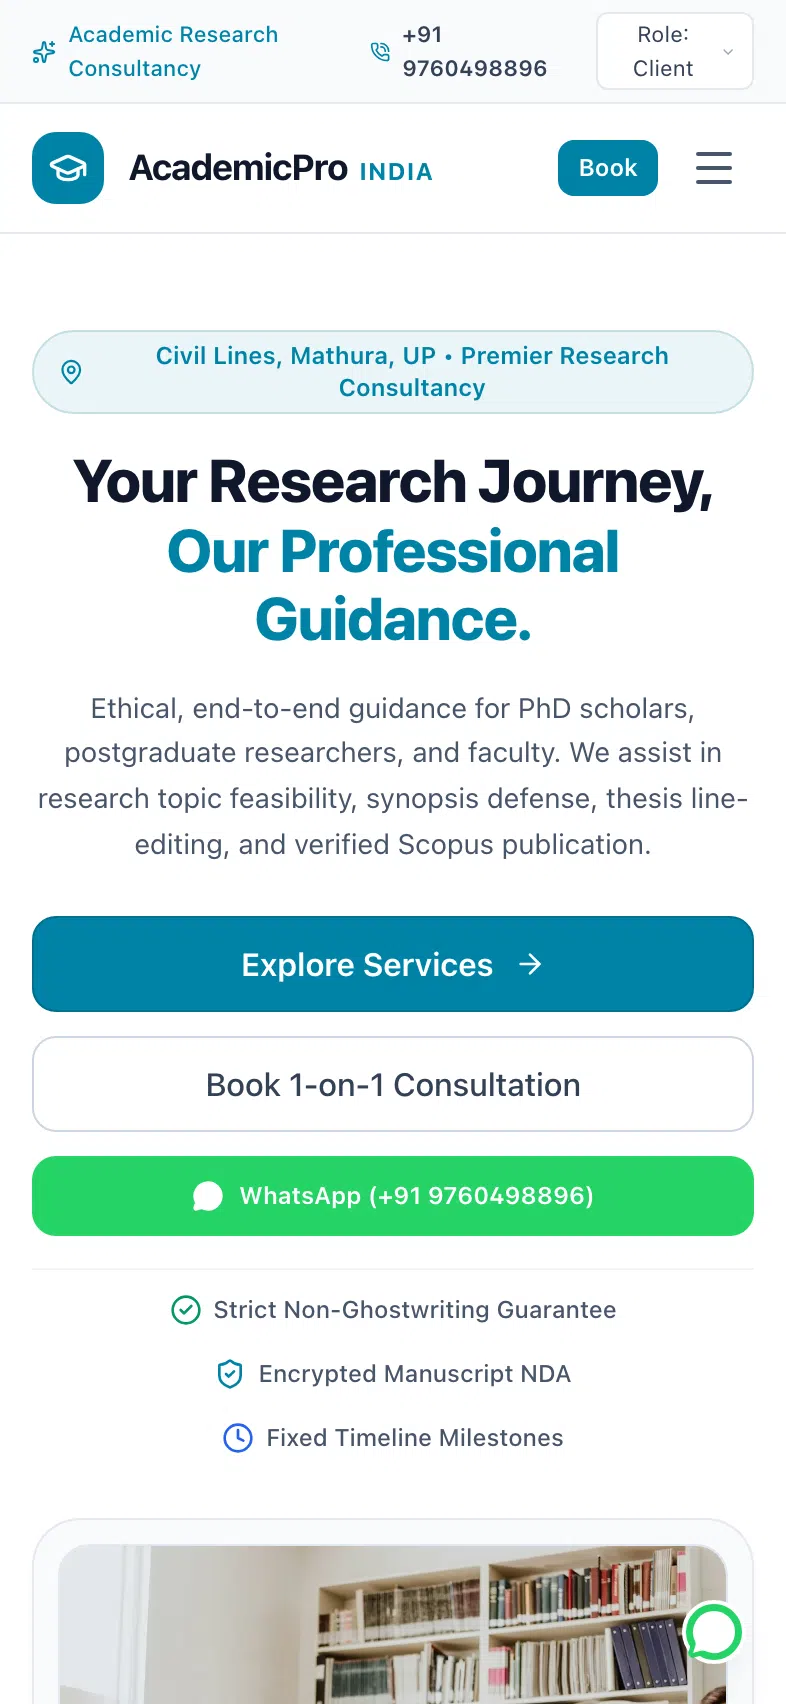 Academic Research
Consultancy
+91
9760498896
Role:
Client
AcademicPro INDIA
Book
Civil Lines, Mathura, UP • Premier Research
Consultancy
Your Research Journey,
Our Professional
Guidance.
Ethical, end-to-end guidance for PhD scholars,
postgraduate researchers, and faculty. We assist in
research topic feasibility, synopsis defense, thesis line-
editing, and verified Scopus publication.
Explore Services
Book 1-on-1 Consultation
WhatsApp (+91 9760498896)
Strict Non-Ghostwriting Guarantee
Encrypted Manuscript NDA
Fixed Timeline Milestones